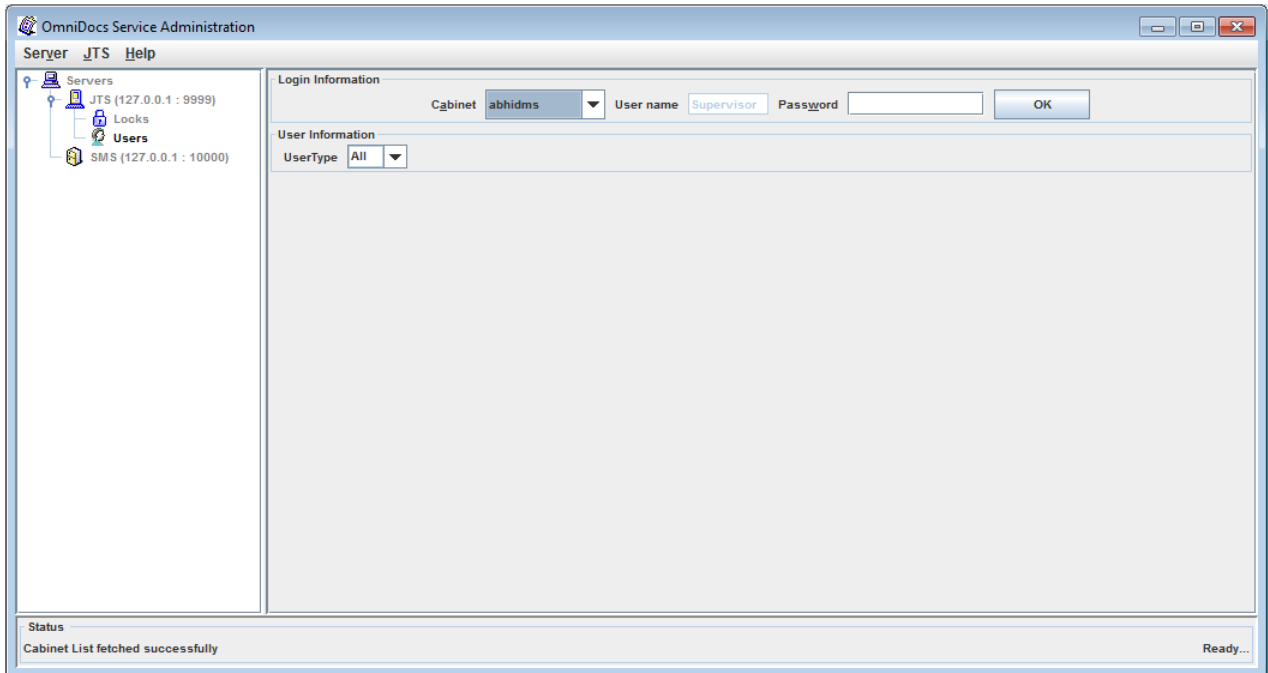 OmniDocs Service Administration
Server JTS Help
Servers
JTS (127.0.0.1 : 9999)
Locks
Users
SMS (127.0.0.1 : 10000)
Login Information
Cabinet abhidms User name Supervisor Password OK
User Information
UserType All
Status
Cabinet List fetched successfully Ready...